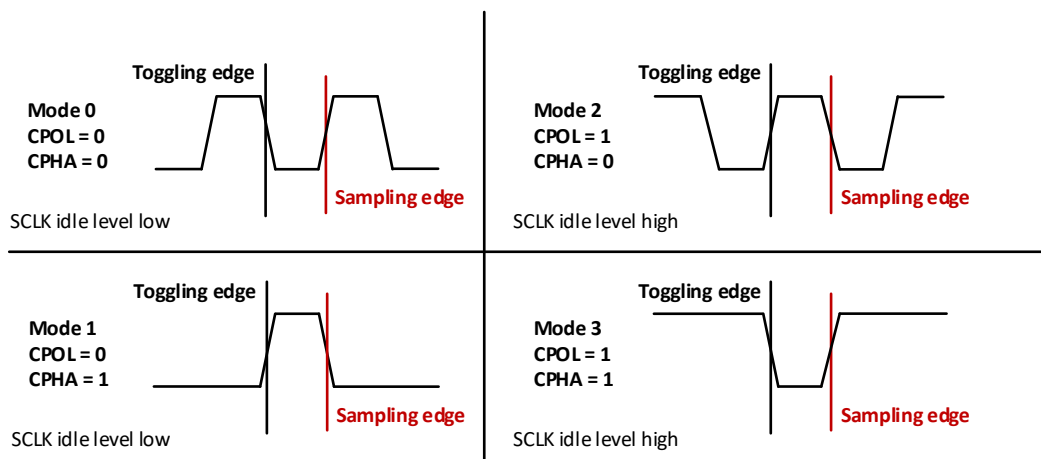 Toggling edge
Mode 0
CPOL = 0
CPHA = 0
Sampling edge
SCLK idle level low
Toggling edge
Mode 2
CPOL = 1
CPHA = 0
Sampling edge
SCLK idle level high
Toggling edge
Mode 1
CPOL = 0
CPHA = 1
Sampling edge
SCLK idle level low
Toggling edge
Mode 3
CPOL = 1
CPHA = 1
Sampling edge
SCLK idle level high